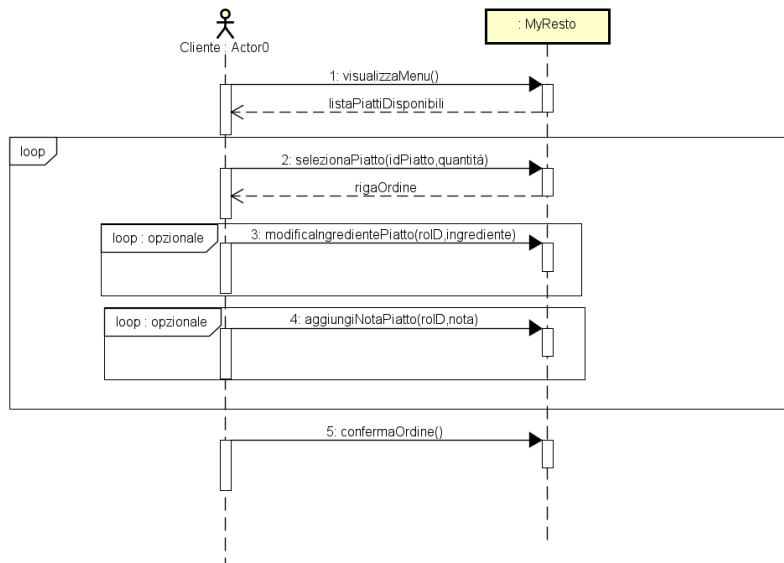 Cliente : Actor0
: MyResto
1: visualizzaMenu()
listaPiattiDisponibili
loop
2: selezionaPiatto(idPiatto,quantità)
rigaOrdine
loop : opzionale
3: modificaIngredientePiatto(roID,ingrediente)
loop : opzionale
4: aggiungiNotaPiatto(roID,nota)
5: confermaOrdine()